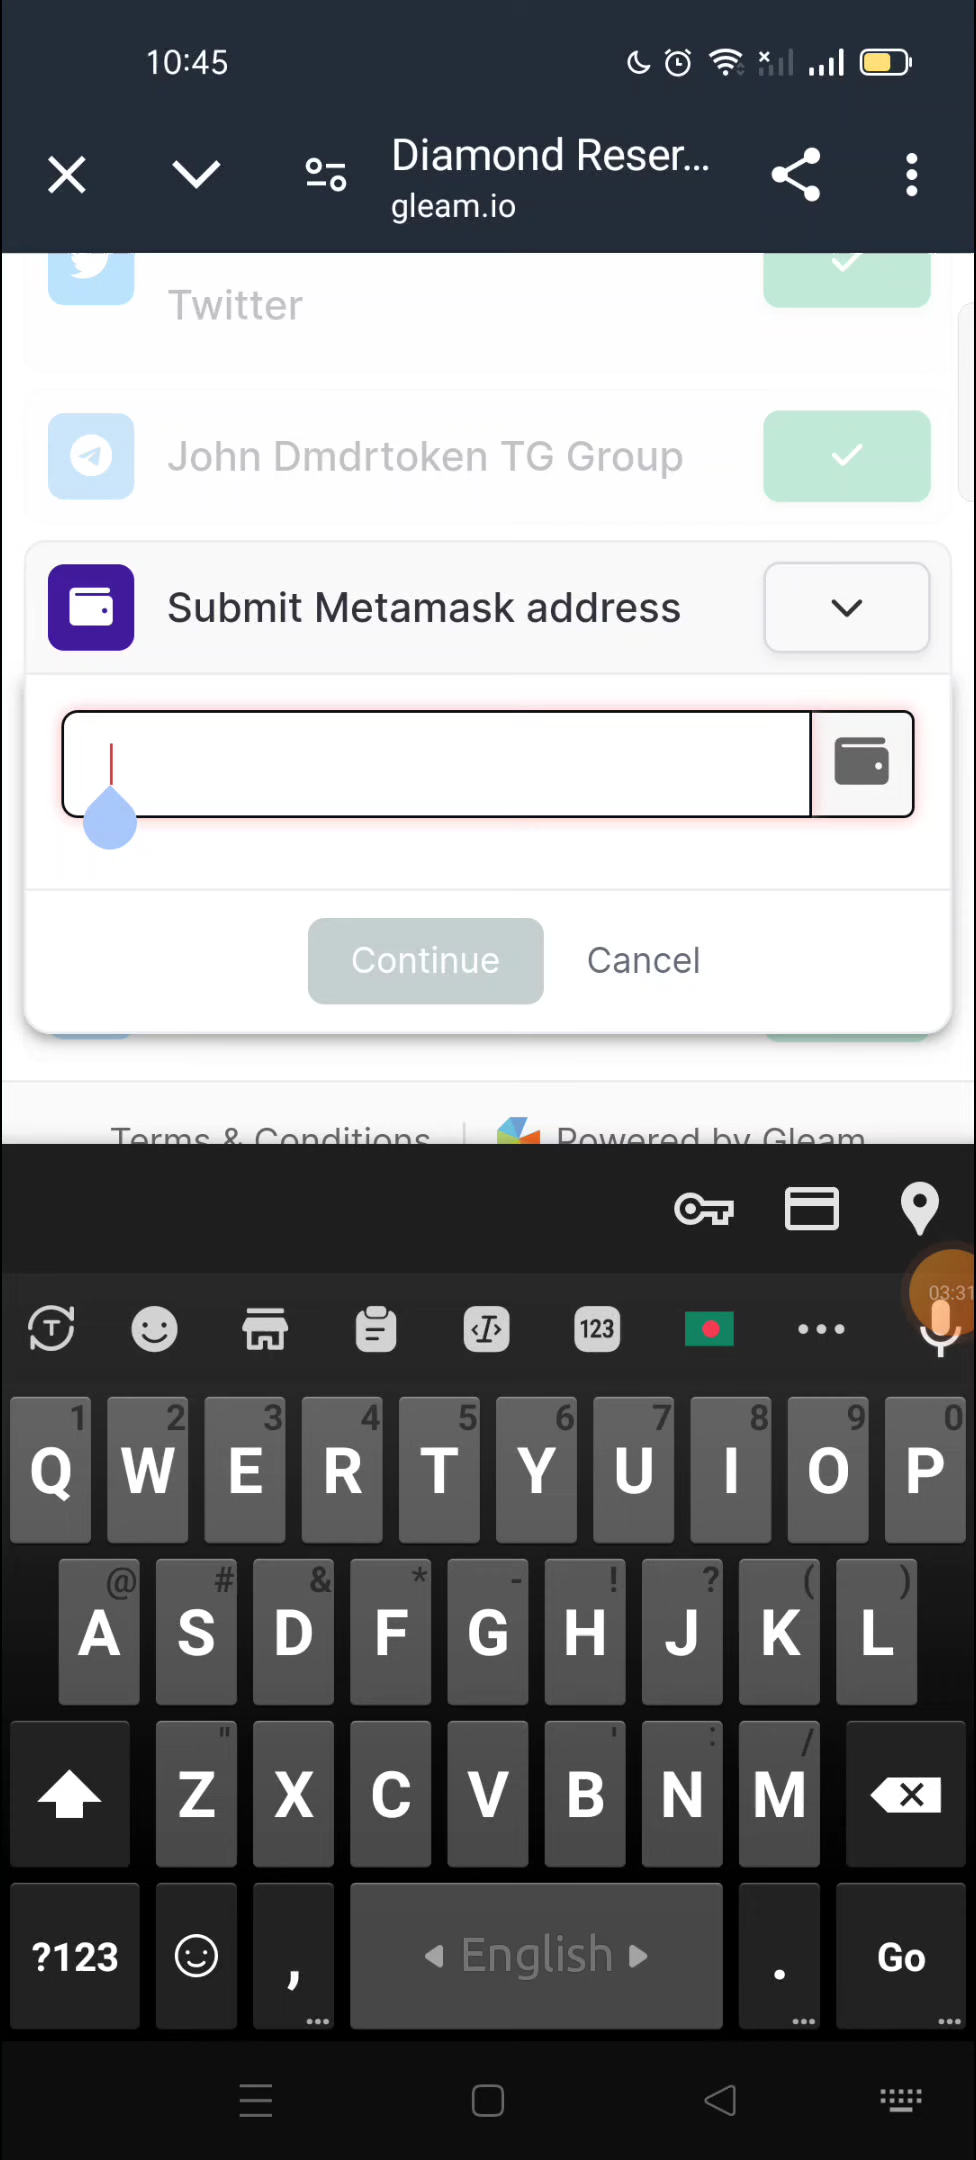 10:45
Diamond Reser...
gleam.io
Twitter
John Dmdrtoken TG Group
Submit Metamask address
Continue Cancel
Terms & Conditions | Powered by Gleam
03:31
123
1 2 3 4 5 6 7 8 9 0
Q W E R T Y U I O P
@ # & * - ! ? ( )
A S D F G H J K L
" ' : /
Z X C V B N M
?123 , English . Go